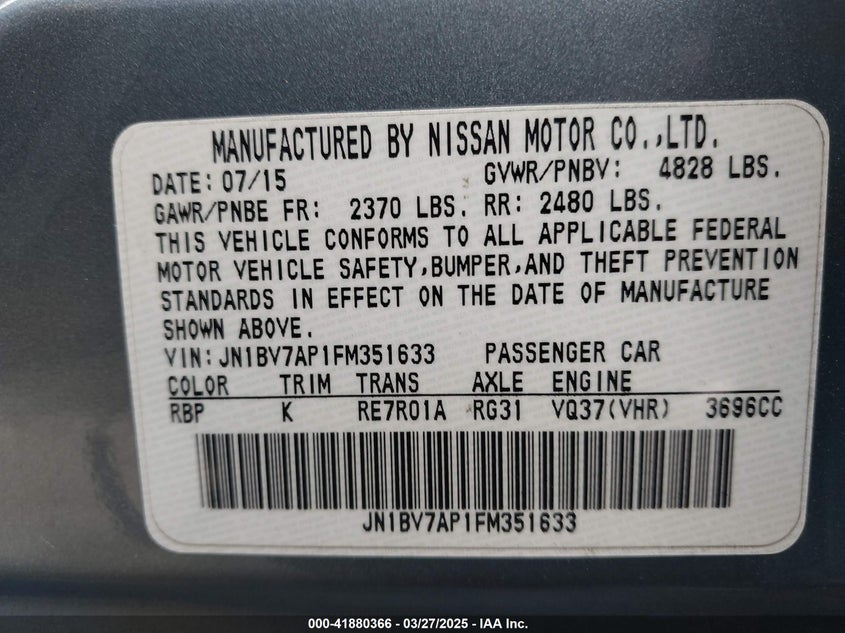 MANUFACTURED BY NISSAN MOTOR CO.,LTD.
DATE: 07/15 GVWR/PNBV: 4828 LBS.
GAWR/PNBE FR: 2370 LBS. RR: 2480 LBS.
THIS VEHICLE CONFORMS TO ALL APPLICABLE FEDERAL
MOTOR VEHICLE SAFETY,BUMPER,AND THEFT PREVENTION
STANDARDS IN EFFECT ON THE DATE OF MANUFACTURE
SHOWN ABOVE.
VIN: JN1BV7AP1FM351633 PASSENGER CAR
COLOR TRIM TRANS AXLE ENGINE
RBP K RE7R01A RG31 VQ37(VHR) 3696CC
JN1BV7AP1FM351633
000-41880366 — 03/27/2025 — IAA Inc.